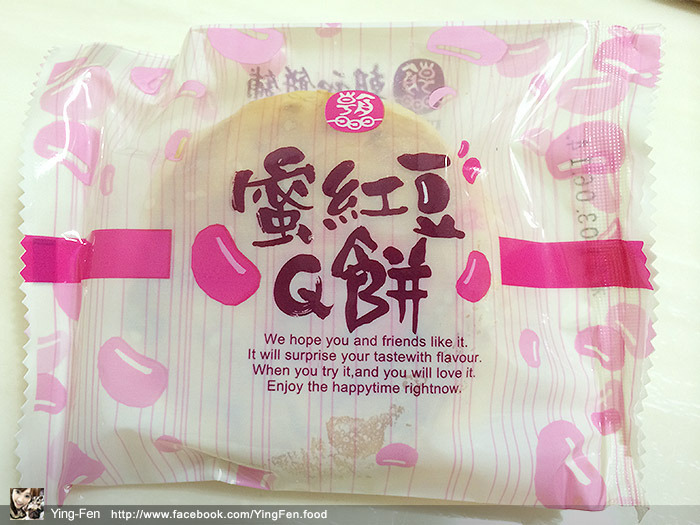 蜜紅豆
Q餅
We hope you and friends like it.
It will surprise your tastewith flavour.
When you try it,and you will love it.
Enjoy the happytime rightnow.
Ying-Fen http://www.facebook.com/YingFen.food